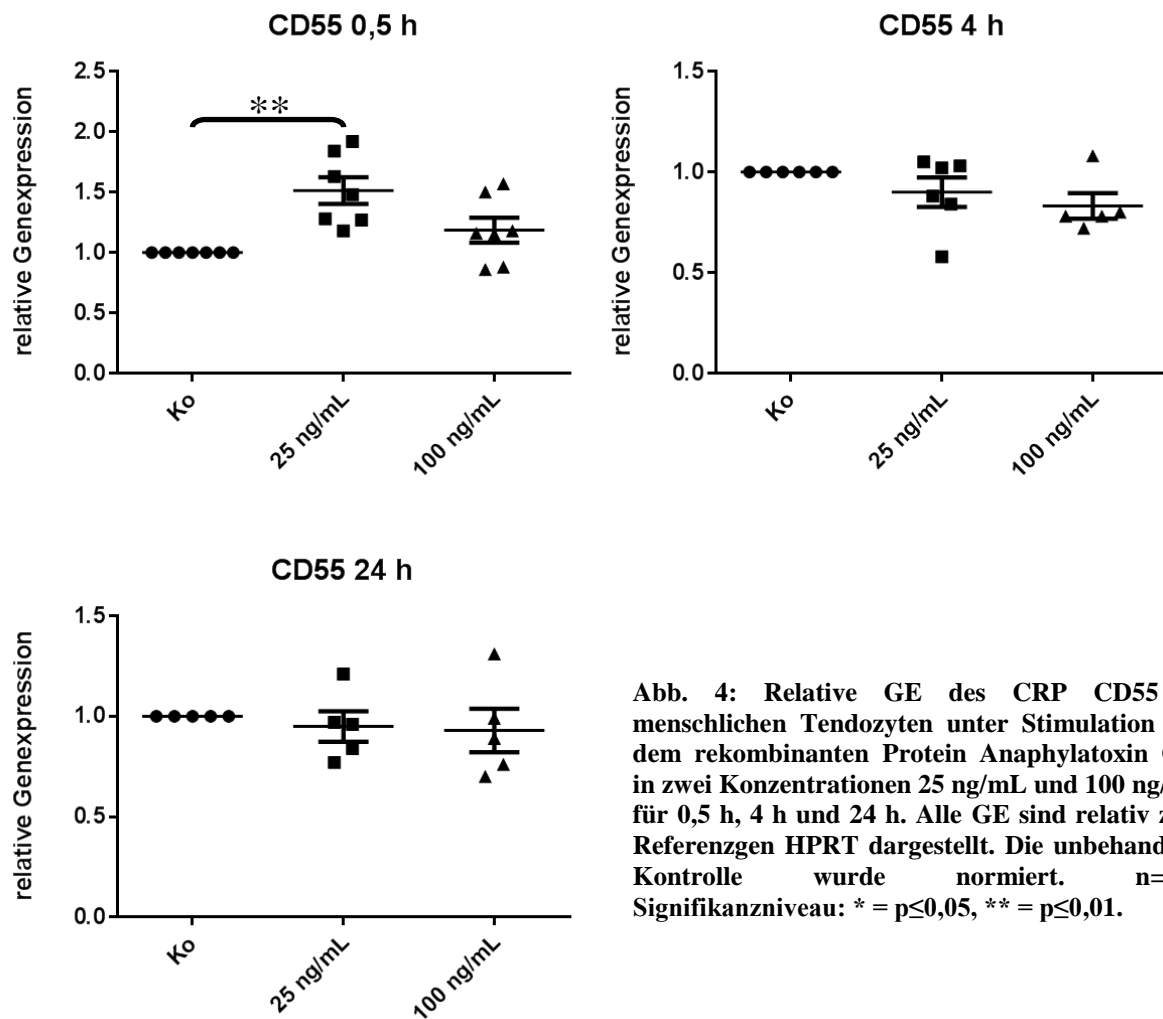 CD55 0,5 h
relative Genexpression
2.5
2.0
1.5
1.0
0.5
0.0
**
Ko
25 ng/mL
100 ng/mL
CD55 4 h
relative Genexpression
1.5
1.0
0.5
0.0
Ko
25 ng/mL
100 ng/mL
CD55 24 h
relative Genexpression
1.5
1.0
0.5
0.0
Ko
25 ng/mL
100 ng/mL
Abb. 4: Relative GE des CRP CD55
menschlichen Tendozyten unter Stimulation
dem rekombinanten Protein Anaphylatoxin
in zwei Konzentrationen 25 ng/mL und 100 ng/
für 0,5 h, 4 h und 24 h. Alle GE sind relativ
Referenzgen HPRT dargestellt. Die unbehand
Kontrolle wurde normiert. n=
Signifikanzniveau: * = p≤0,05, ** = p≤0,01.